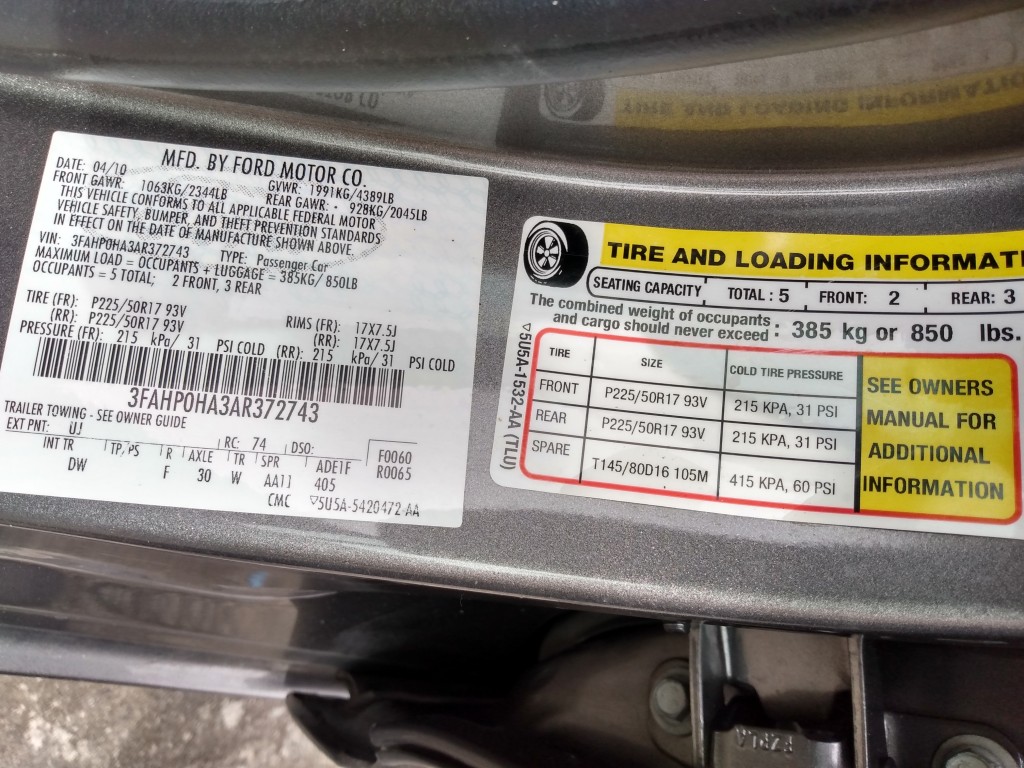 MFD. BY FORD MOTOR CO.
DATE: 04/10 GVWR: 1991KG/4389LB
FRONT GAWR: 1063KG/2344LB REAR GAWR: 928KG/2045LB
THIS VEHICLE CONFORMS TO ALL APPLICABLE FEDERAL MOTOR
VEHICLE SAFETY, BUMPER, AND THEFT PREVENTION STANDARDS
IN EFFECT ON THE DATE OF MANUFACTURE SHOWN ABOVE
VIN: 3FAHP0HA3AR372743 TYPE: Passenger Car
MAXIMUM LOAD = OCCUPANTS + LUGGAGE = 385KG/ 850LB
OCCUPANTS = 5 TOTAL, 2 FRONT, 3 REAR
TIRE (FR): P225/50R17 93V RIMS (FR): 17X7.5J
(RR): P225/50R17 93V (RR): 17X7.5J
PRESSURE (FR): 215 kPa/ 31 PSI COLD (RR): 215 kPa/ 31 PSI COLD
3FAHP0HA3AR372743
TRAILER TOWING - SEE OWNER GUIDE
EXT PNT: UJ RC: 74 DSO: F0060
INT TR TP/PS R AXLE TR SPR ADE1F R0065
DW F 30 W AA11 405
CMC ▽5U5A-5420472-AA
TIRE AND LOADING INFORMATI
SEATING CAPACITY TOTAL : 5 FRONT: 2 REAR: 3
The combined weight of occupants
and cargo should never exceed : 385 kg or 850 lbs.
▽5U5A-1532-AA (TLU)
TIRE SIZE COLD TIRE PRESSURE
FRONT P225/50R17 93V 215 KPA, 31 PSI
REAR P225/50R17 93V 215 KPA, 31 PSI
SPARE T145/80D16 105M 415 KPA, 60 PSI
SEE OWNERS
MANUAL FOR
ADDITIONAL
INFORMATION